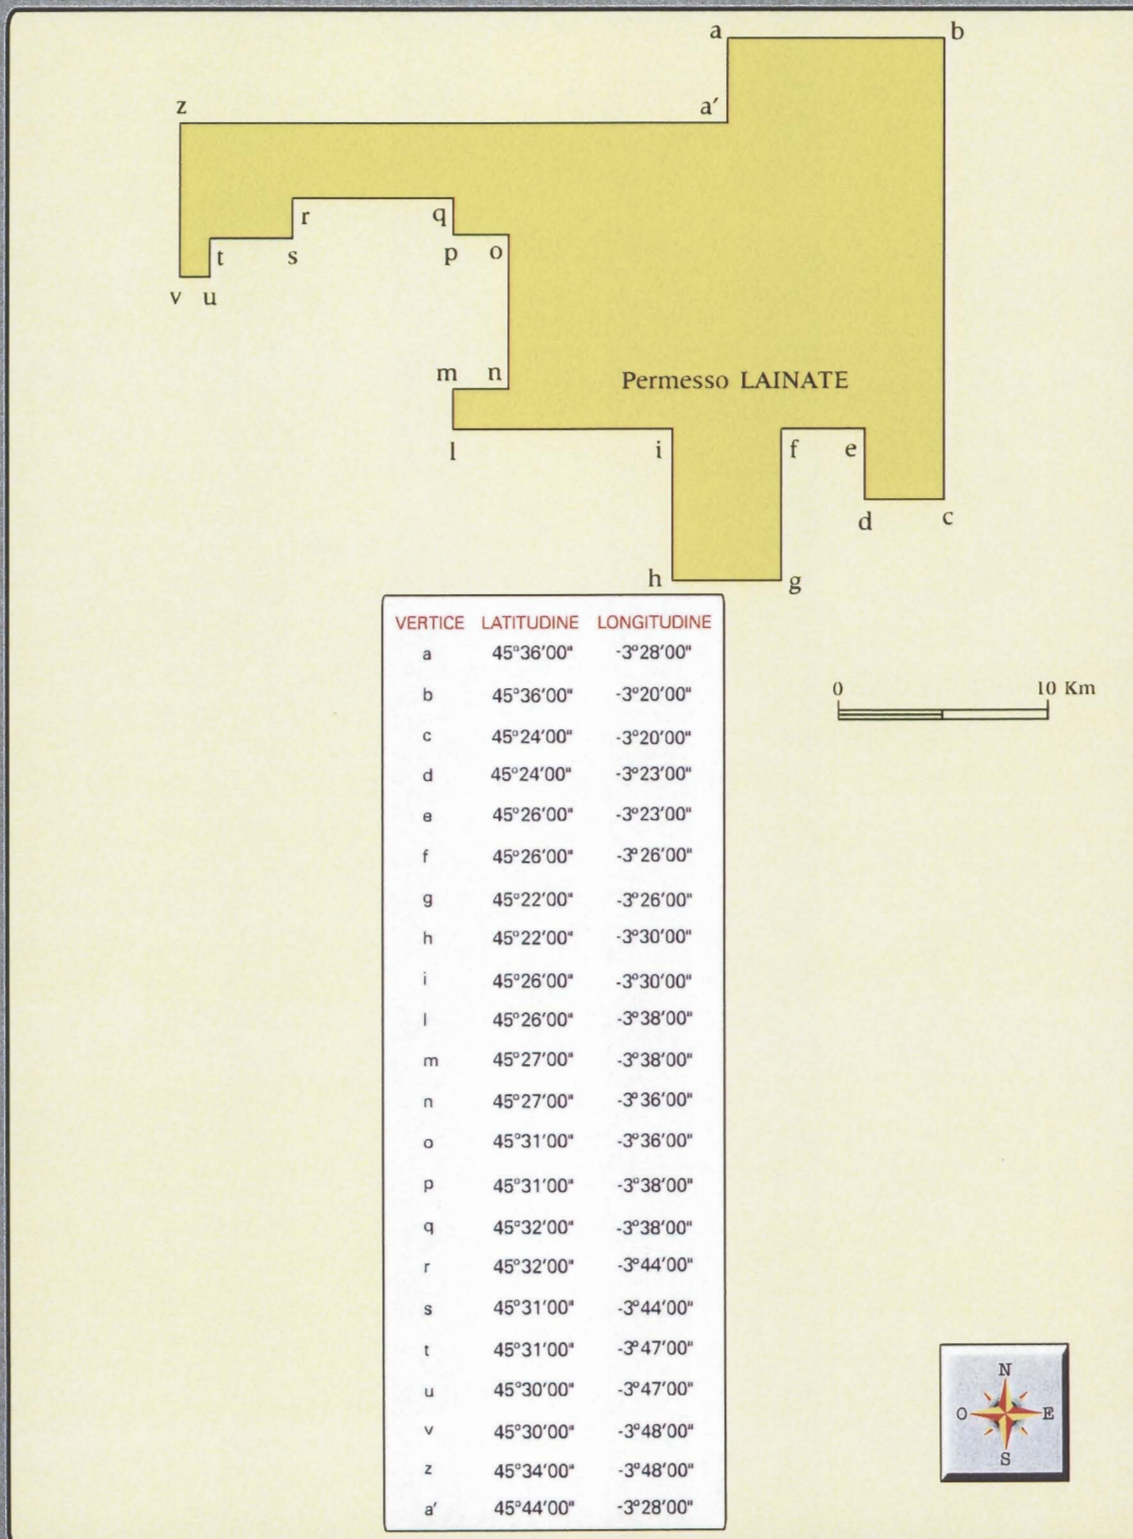 a b
z a′
r q
t s p o
v u
m n
Permesso LAINATE
l i f e
d c
h g
VERTICE LATITUDINE LONGITUDINE
a 45°36'00" -3°28'00"
b 45°36'00" -3°20'00"
c 45°24'00" -3°20'00"
d 45°24'00" -3°23'00"
e 45°26'00" -3°23'00"
f 45°26'00" -3°26'00"
g 45°22'00" -3°26'00"
h 45°22'00" -3°30'00"
i 45°26'00" -3°30'00"
l 45°26'00" -3°38'00"
m 45°27'00" -3°38'00"
n 45°27'00" -3°36'00"
o 45°31'00" -3°36'00"
p 45°31'00" -3°38'00"
q 45°32'00" -3°38'00"
r 45°32'00" -3°44'00"
s 45°31'00" -3°44'00"
t 45°31'00" -3°47'00"
u 45°30'00" -3°47'00"
v 45°30'00" -3°48'00"
z 45°34'00" -3°48'00"
a' 45°44'00" -3°28'00"
0 10 Km
N
O E
S